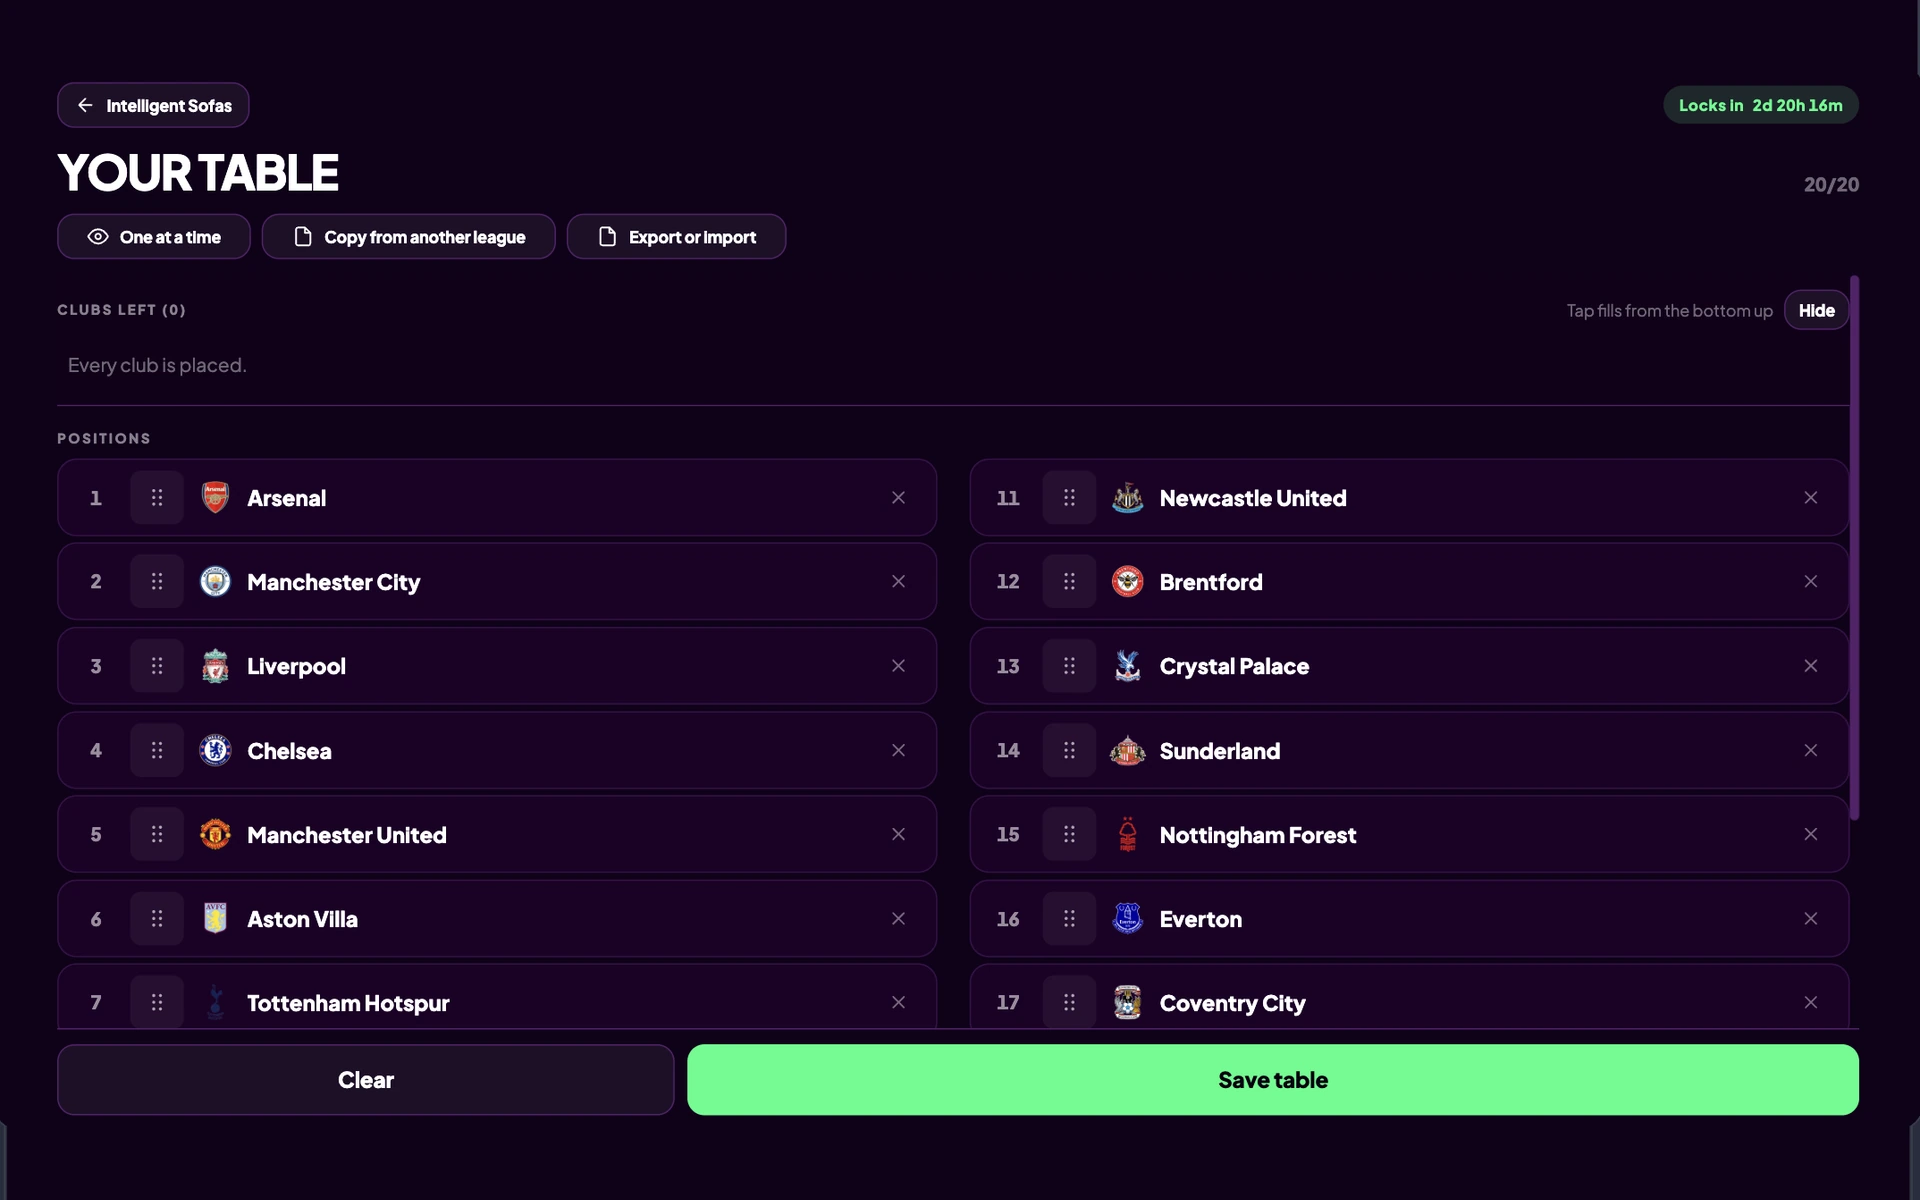 Intelligent Sofas
Locks in 2d 20h 16m
YOUR TABLE
20/20
One at a time
Copy from another league
Export or import
CLUBS LEFT (0)
Tap fills from the bottom up
Hide
Every club is placed.
POSITIONS
1 Arsenal
2 Manchester City
3 Liverpool
4 Chelsea
5 Manchester United
6 Aston Villa
7 Tottenham Hotspur
11 Newcastle United
12 Brentford
13 Crystal Palace
14 Sunderland
15 Nottingham Forest
16 Everton
17 Coventry City
Clear
Save table